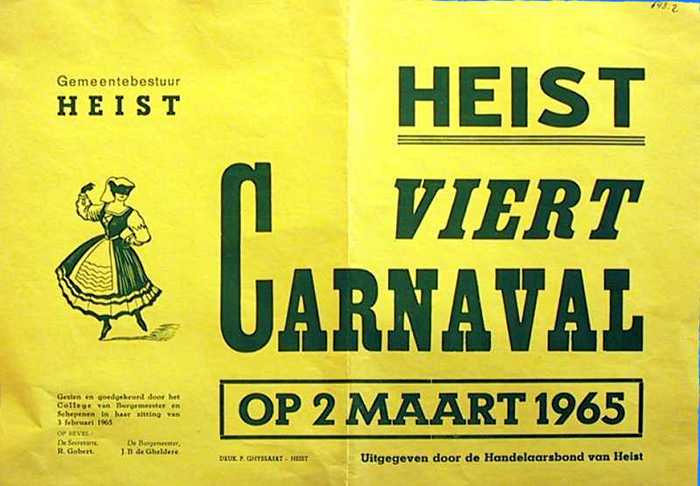 Gemeentebestuur
HEIST
HEIST
VIERT
CARNAVAL
OP 2 MAART 1965
Gezien en goedgekeurd door het
College van Burgemeester en
Schepenen in haar zitting van
3 februari 1965
OP BEVEL:
De Secretaris, De Burgemeester,
R. Gobert. J. B de Gheldere
DRUK. P. GHYSSAERT - HEIST
Uitgegeven door de Handelaarsbond van Heist